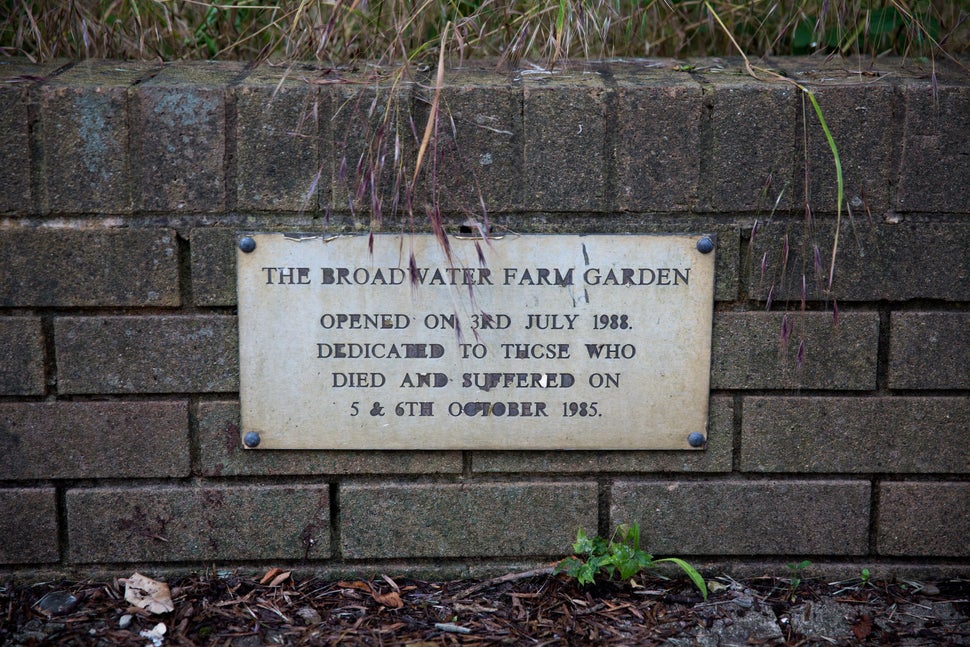 THE BROADWATER FARM GARDEN
OPENED ON 3RD JULY 1988.
DEDICATED TO THOSE WHO
DIED AND SUFFERED ON
5 & 6TH OCTOBER 1985.